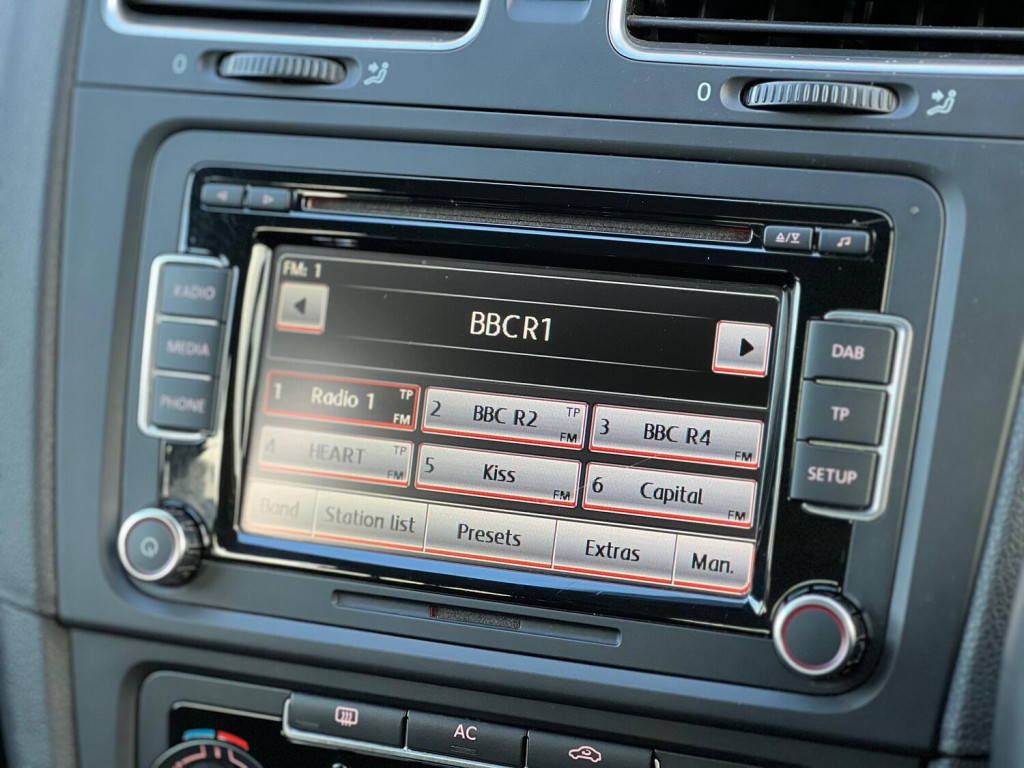 0
0
RADIO
MEDIA
PHONE
FM: 1
BBC R1
1 Radio 1 TP FM
2 BBC R2 TP FM
3 BBC R4 FM
4 HEART TP FM
5 Kiss FM
6 Capital FM
Band Station list Presets Extras Man.
DAB
TP
SETUP
AC